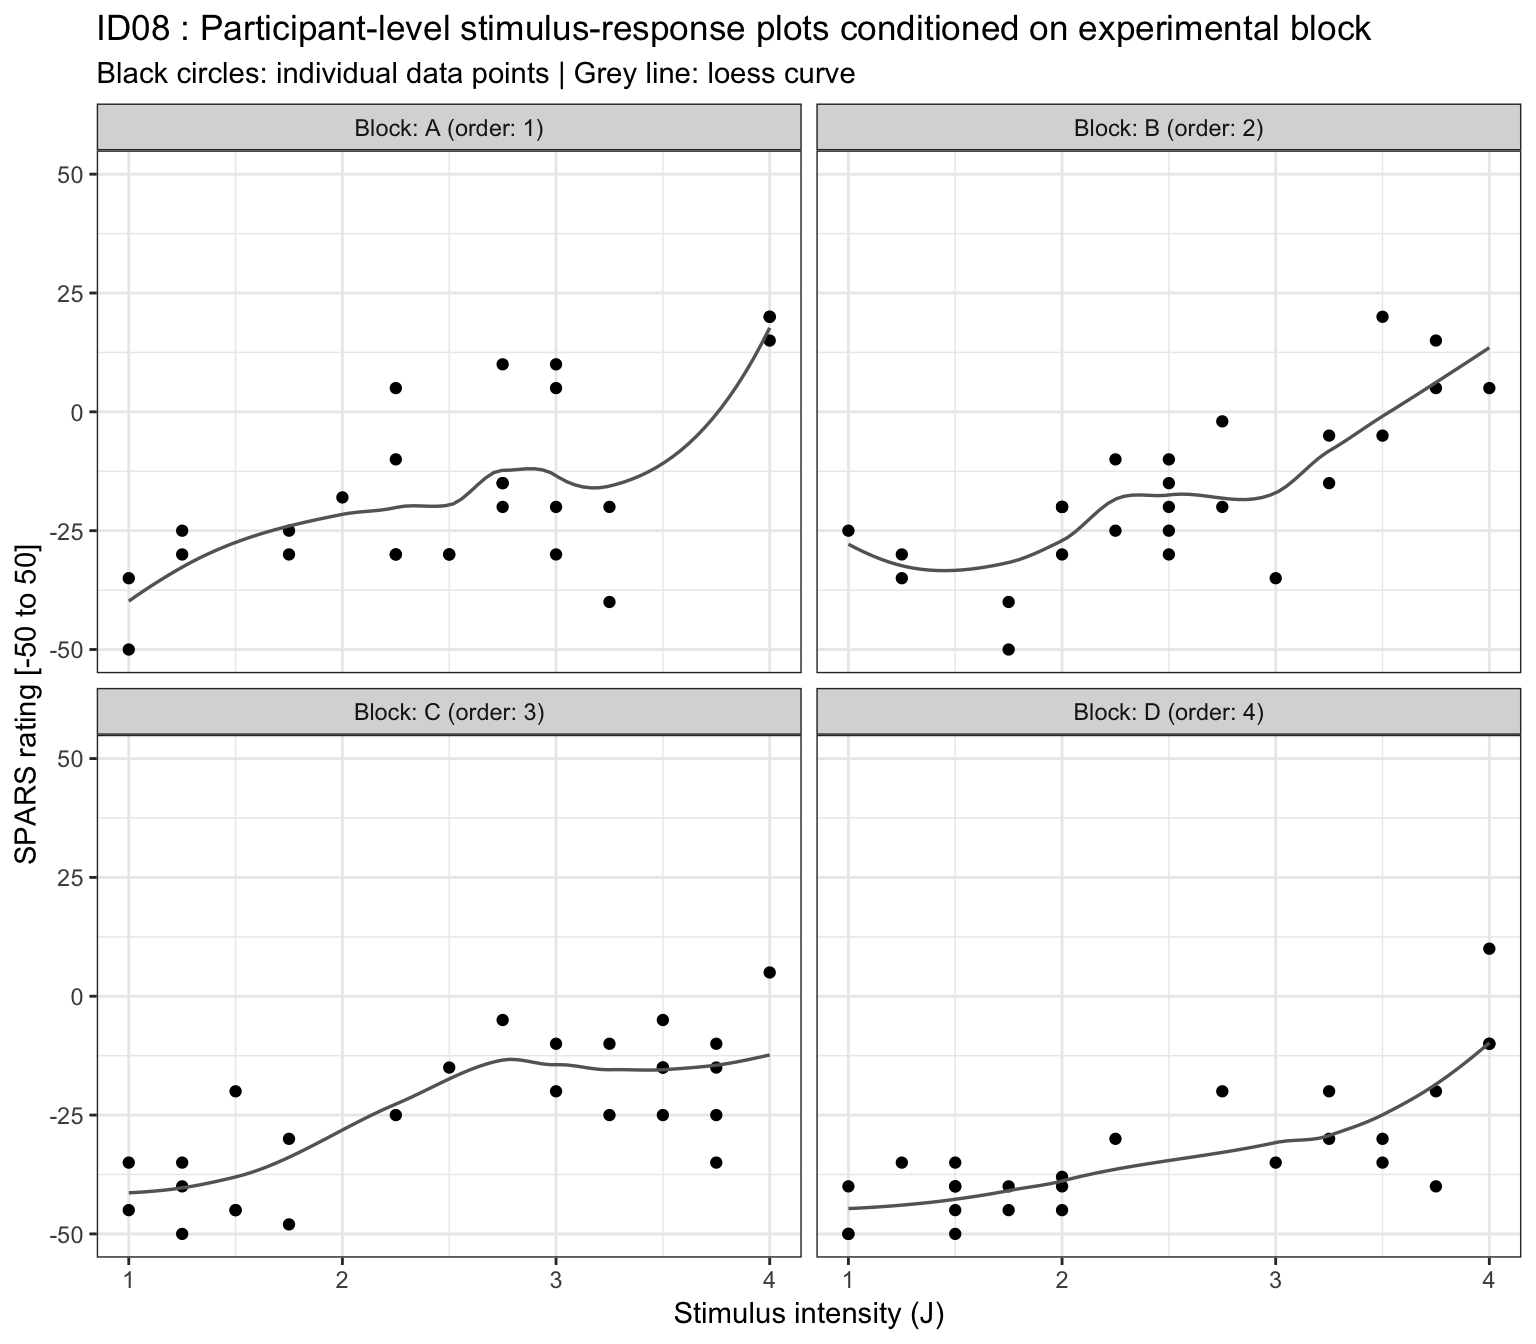 ID08 : Participant-level stimulus-response plots conditioned on experimental block
Black circles: individual data points | Grey line: loess curve
Block: A (order: 1)
Block: B (order: 2)
50
25
0
-25
-50
Block: C (order: 3)
Block: D (order: 4)
50
25
0
-25
-50
SPARS rating [-50 to 50]
1 2 3 4
1 2 3 4
Stimulus intensity (J)